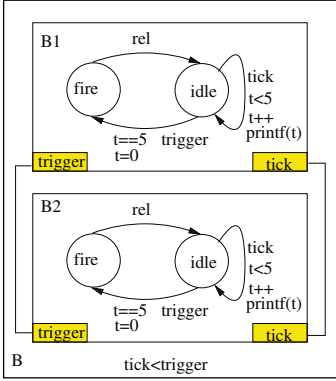 B1
rel
fire
idle
tick
t<5
t++
printf(t)
t==5
trigger
t=0
trigger
tick
B2
rel
fire
idle
tick
t<5
t++
printf(t)
t==5
trigger
t=0
trigger
tick
B
tick<trigger